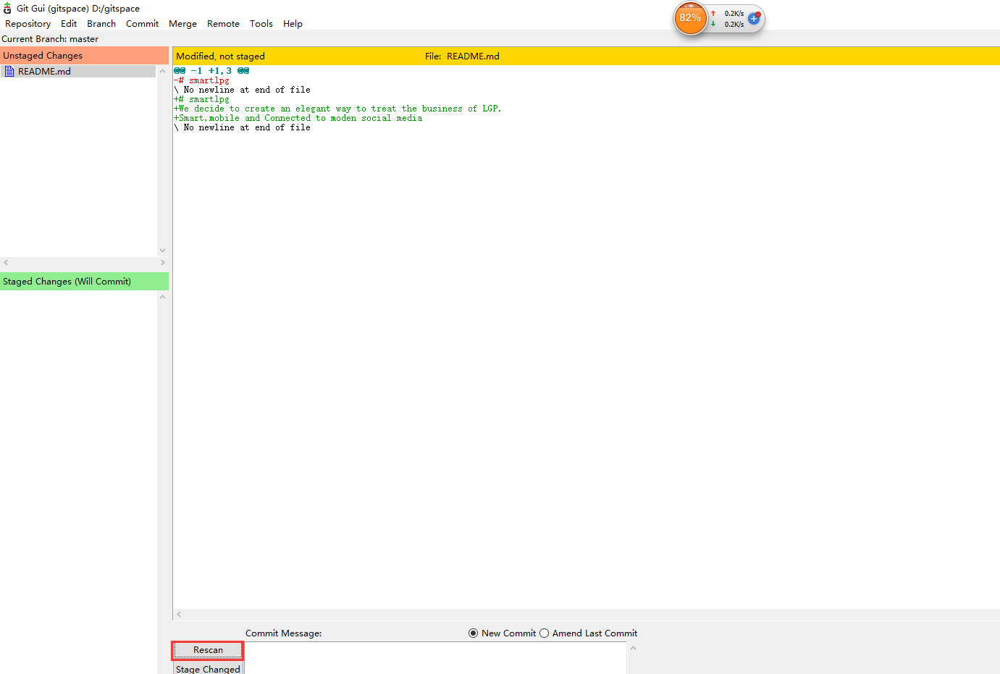 Git Gui (gitspace) D:/gitspace
Repository Edit Branch Commit Merge Remote Tools Help
Current Branch: master
Unstaged Changes
README.md
Modified, not staged File: README.md
@@ -1 +1,3 @@
-# smartlpg
\ No newline at end of file
+# smartlpg
+We decide to create an elegant way to treat the business of LGP.
+Smart,mobile and Connected to moden social media
\ No newline at end of file
Staged Changes (Will Commit)
Commit Message: New Commit Amend Last Commit
Rescan
Stage Changed
82%
0.2K/s
0.2K/s